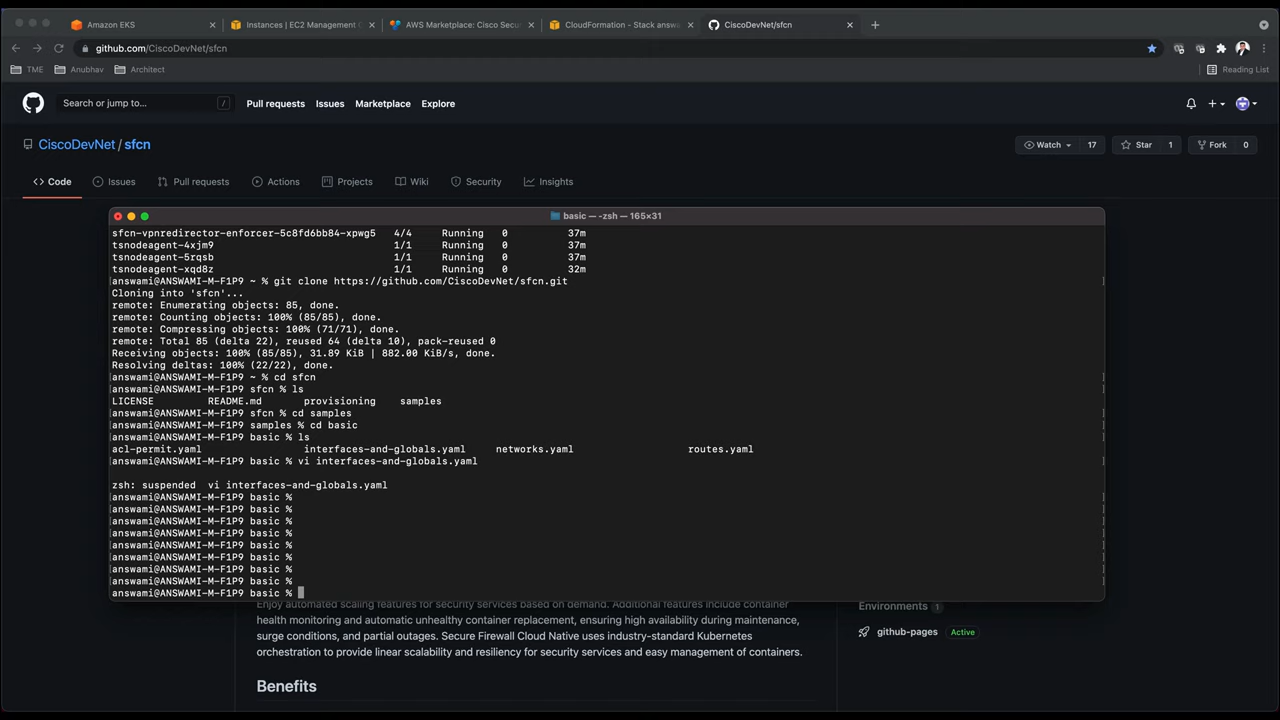 Amazon EKS
Instances | EC2 Management
AWS Marketplace: Cisco Secu
CloudFormation - Stack answ
CiscoDevNet/sfcn
github.com/CiscoDevNet/sfcn
TME
Anubhav
Architect
Reading List
Search or jump to...
/
Pull requests
Issues
Marketplace
Explore
CiscoDevNet / sfcn
Watch
17
Star
1
Fork
0
Code
Issues
Pull requests
Actions
Projects
Wiki
Security
Insights
basic — -zsh — 165×31
sfcn-vpnredirector-enforcer-5c8fd6bb84-xpwg5 4/4 Running 0 37m
tsnodeagent-4xjm9 1/1 Running 0 37m
tsnodeagent-5rqsb 1/1 Running 0 37m
tsnodeagent-xqd8z 1/1 Running 0 32m
answami@ANSWAMI-M-F1P9 ~ % git clone https://github.com/CiscoDevNet/sfcn.git
Cloning into 'sfcn'...
remote: Enumerating objects: 85, done.
remote: Counting objects: 100% (85/85), done.
remote: Compressing objects: 100% (71/71), done.
remote: Total 85 (delta 22), reused 64 (delta 10), pack-reused 0
Receiving objects: 100% (85/85), 31.89 KiB | 882.00 KiB/s, done.
Resolving deltas: 100% (22/22), done.
answami@ANSWAMI-M-F1P9 ~ % cd sfcn
answami@ANSWAMI-M-F1P9 sfcn % ls
LICENSE README.md provisioning samples
answami@ANSWAMI-M-F1P9 sfcn % cd samples
answami@ANSWAMI-M-F1P9 samples % cd basic
answami@ANSWAMI-M-F1P9 basic % ls
acl-permit.yaml interfaces-and-globals.yaml networks.yaml routes.yaml
answami@ANSWAMI-M-F1P9 basic % vi interfaces-and-globals.yaml
zsh: suspended vi interfaces-and-globals.yaml
answami@ANSWAMI-M-F1P9 basic %
answami@ANSWAMI-M-F1P9 basic %
answami@ANSWAMI-M-F1P9 basic %
answami@ANSWAMI-M-F1P9 basic %
answami@ANSWAMI-M-F1P9 basic %
answami@ANSWAMI-M-F1P9 basic %
answami@ANSWAMI-M-F1P9 basic %
answami@ANSWAMI-M-F1P9 basic %
answami@ANSWAMI-M-F1P9 basic %
Enjoy automated scaling features for security services based on demand. Additional features include container
health monitoring and automatic unhealthy container replacement, ensuring high availability during maintenance,
surge conditions, and partial outages. Secure Firewall Cloud Native uses industry-standard Kubernetes
orchestration to provide linear scalability and resiliency for security services and easy management of containers.
Benefits
Environments 1
github-pages Active